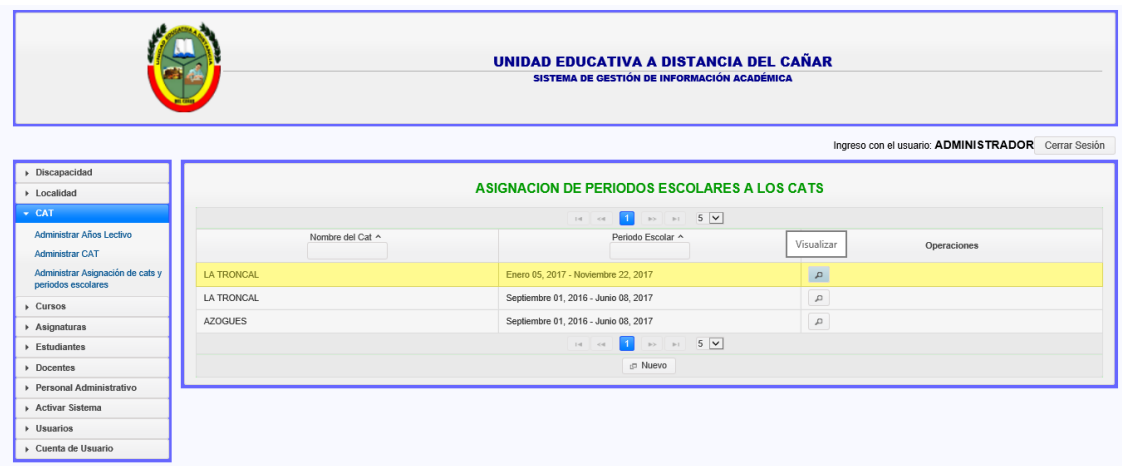 UNIDAD EDUCATIVA A DISTANCIA DEL CAÑAR
SISTEMA DE GESTIÓN DE INFORMACIÓN ACADÉMICA
Ingreso con el usuario: ADMINISTRADOR Cerrar Sesión
Discapacidad
Localidad
CAT
Administrar Años Lectivo
Administrar CAT
Administrar Asignación de cats y
periodos escolares
Cursos
Asignaturas
Estudiantes
Docentes
Personal Administrativo
Activar Sistema
Usuarios
Cuenta de Usuario
ASIGNACION DE PERIODOS ESCOLARES A LOS CATS
1 5
Nombre del Cat Periodo Escolar Visualizar Operaciones
LA TRONCAL Enero 05, 2017 - Noviembre 22, 2017
LA TRONCAL Septiembre 01, 2016 - Junio 08, 2017
AZOGUES Septiembre 01, 2016 - Junio 08, 2017
1 5
Nuevo